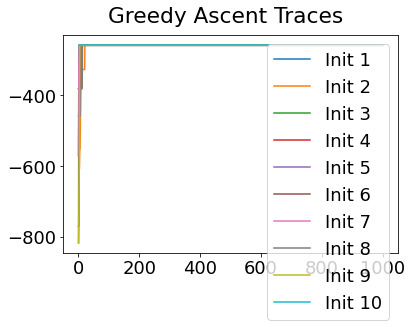 Greedy Ascent Traces
−400
−600
−800
0
200
400
600
800
1000
Init 1
Init 2
Init 3
Init 4
Init 5
Init 6
Init 7
Init 8
Init 9
Init 10